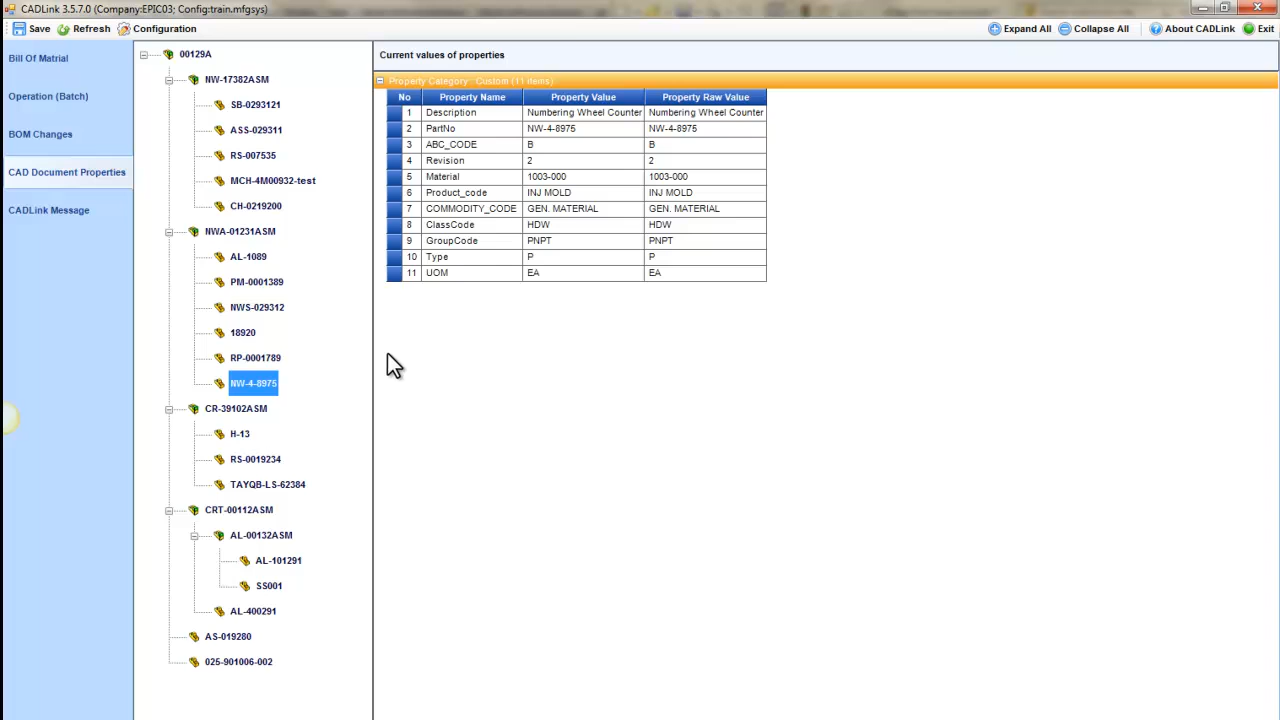 CADLink 3.5.7.0 (Company:EPIC03; Config:train.mfgsys)
Save Refresh Configuration Expand All Collapse All About CADLink Exit
Bill Of Matrial
Operation (Batch)
BOM Changes
CAD Document Properties
CADLink Message
00129A
NW-17382ASM
SB-0293121
ASS-029311
RS-007535
MCH-4M00932-test
CH-0219200
NWA-01231ASM
AL-1089
PM-0001389
NWS-029312
18920
RP-0001789
NW-4-8975
CR-39102ASM
H-13
RS-0019234
TAYQB-LS-62384
CRT-00112ASM
AL-00132ASM
AL-101291
SS001
AL-400291
AS-019280
025-901006-002
Current values of properties
Property Category : Custom (11 items)
No Property Name Property Value Property Raw Value
1 Description Numbering Wheel Counter Numbering Wheel Counter
2 PartNo NW-4-8975 NW-4-8975
3 ABC_CODE B B
4 Revision 2 2
5 Material 1003-000 1003-000
6 Product_code INJ MOLD INJ MOLD
7 COMMODITY_CODE GEN. MATERIAL GEN. MATERIAL
8 ClassCode HDW HDW
9 GroupCode PNPT PNPT
10 Type P P
11 UOM EA EA